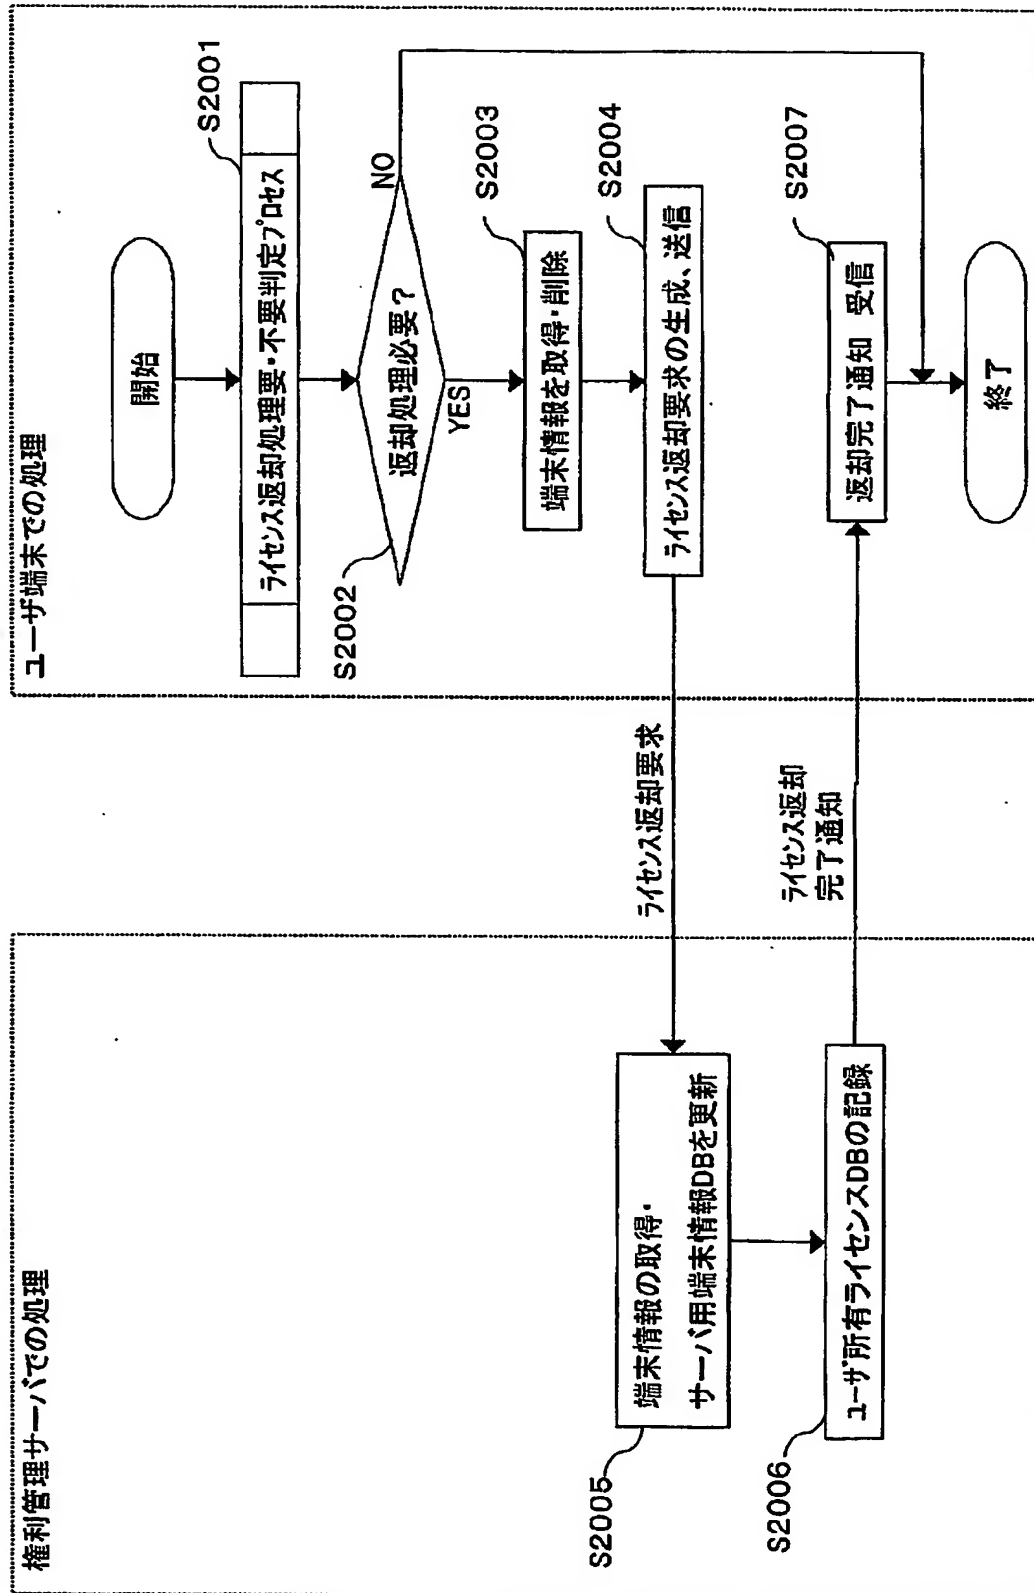 権利管理サーバでの処理
ユーザ端末での処理
開始
S2001
ライセンス返却処理要・不要判定プロセス
S2002
返却処理必要？
NO
YES
S2003
端末情報を取得・削除
S2004
ライセンス返却要求の生成、送信
ライセンス返却要求
S2005
端末情報の取得・
サーバ用端末情報DBを更新
S2006
ユーザ所有ライセンスDBの記録
ライセンス返却
完了通知
S2007
返却完了通知　受信
終了